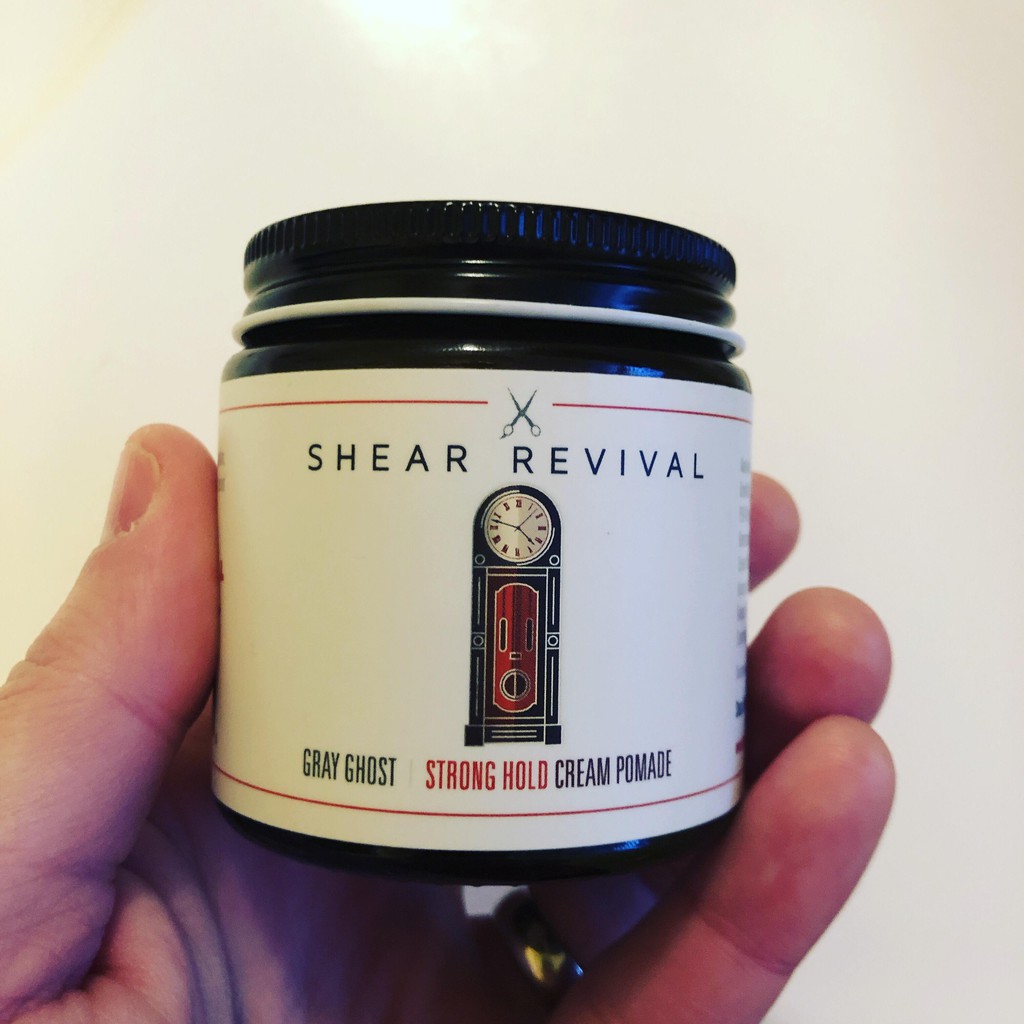 SHEAR REVIVAL
GRAY GHOST | STRONG HOLD CREAM POMADE